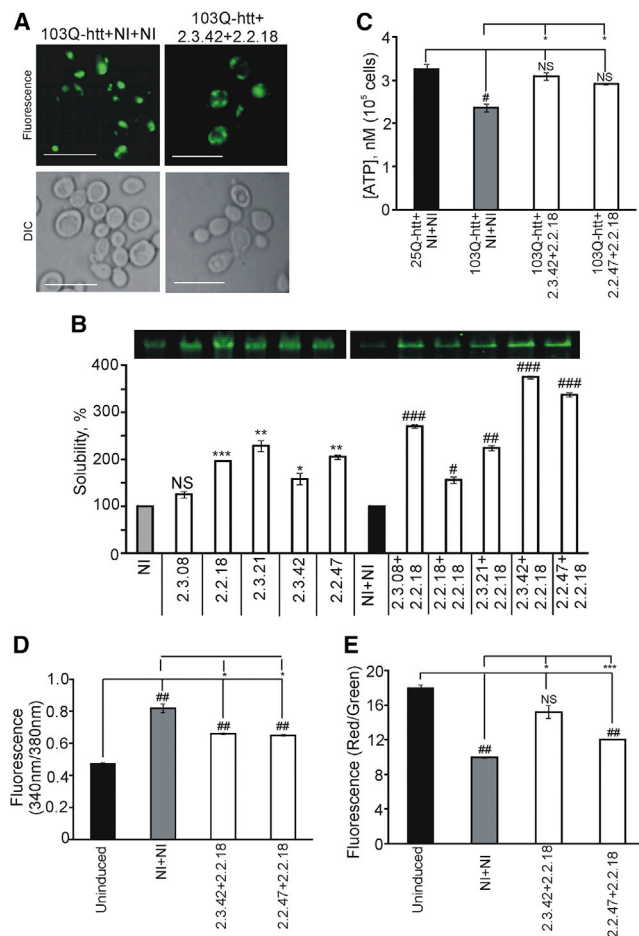 A
103Q-htt+NI+NI
103Q-htt+
2.3.42+2.2.18
Fluorescence
DIC
C
[ATP], nM (10⁵ cells)
5
4
3
2
1
0
#
NS
NS
*
*
25Q-htt+
NI+NI
103Q-htt+
NI+NI
103Q-htt+
2.3.42+2.2.18
103Q-htt+
2.2.47+2.2.18
B
Solubility, %
400
300
200
100
0
NS
***
**
*
**
###
#
##
###
###
NI
2.3.08
2.2.18
2.3.21
2.3.42
2.2.47
NI+NI
2.3.08+
2.2.18
2.2.18+
2.2.18
2.3.21+
2.2.18
2.3.42+
2.2.18
2.2.47+
2.2.18
D
Fluorescence
(340nm/380nm)
1.0
0.8
0.6
0.4
0.2
0
##
##
##
*
*
Uninduced
NI+NI
2.3.42+2.2.18
2.2.47+2.2.18
E
Fluorescence (Red/Green)
20
16
12
8
4
0
##
NS
##
*
***
Uninduced
NI+NI
2.3.42+2.2.18
2.2.47+2.2.18